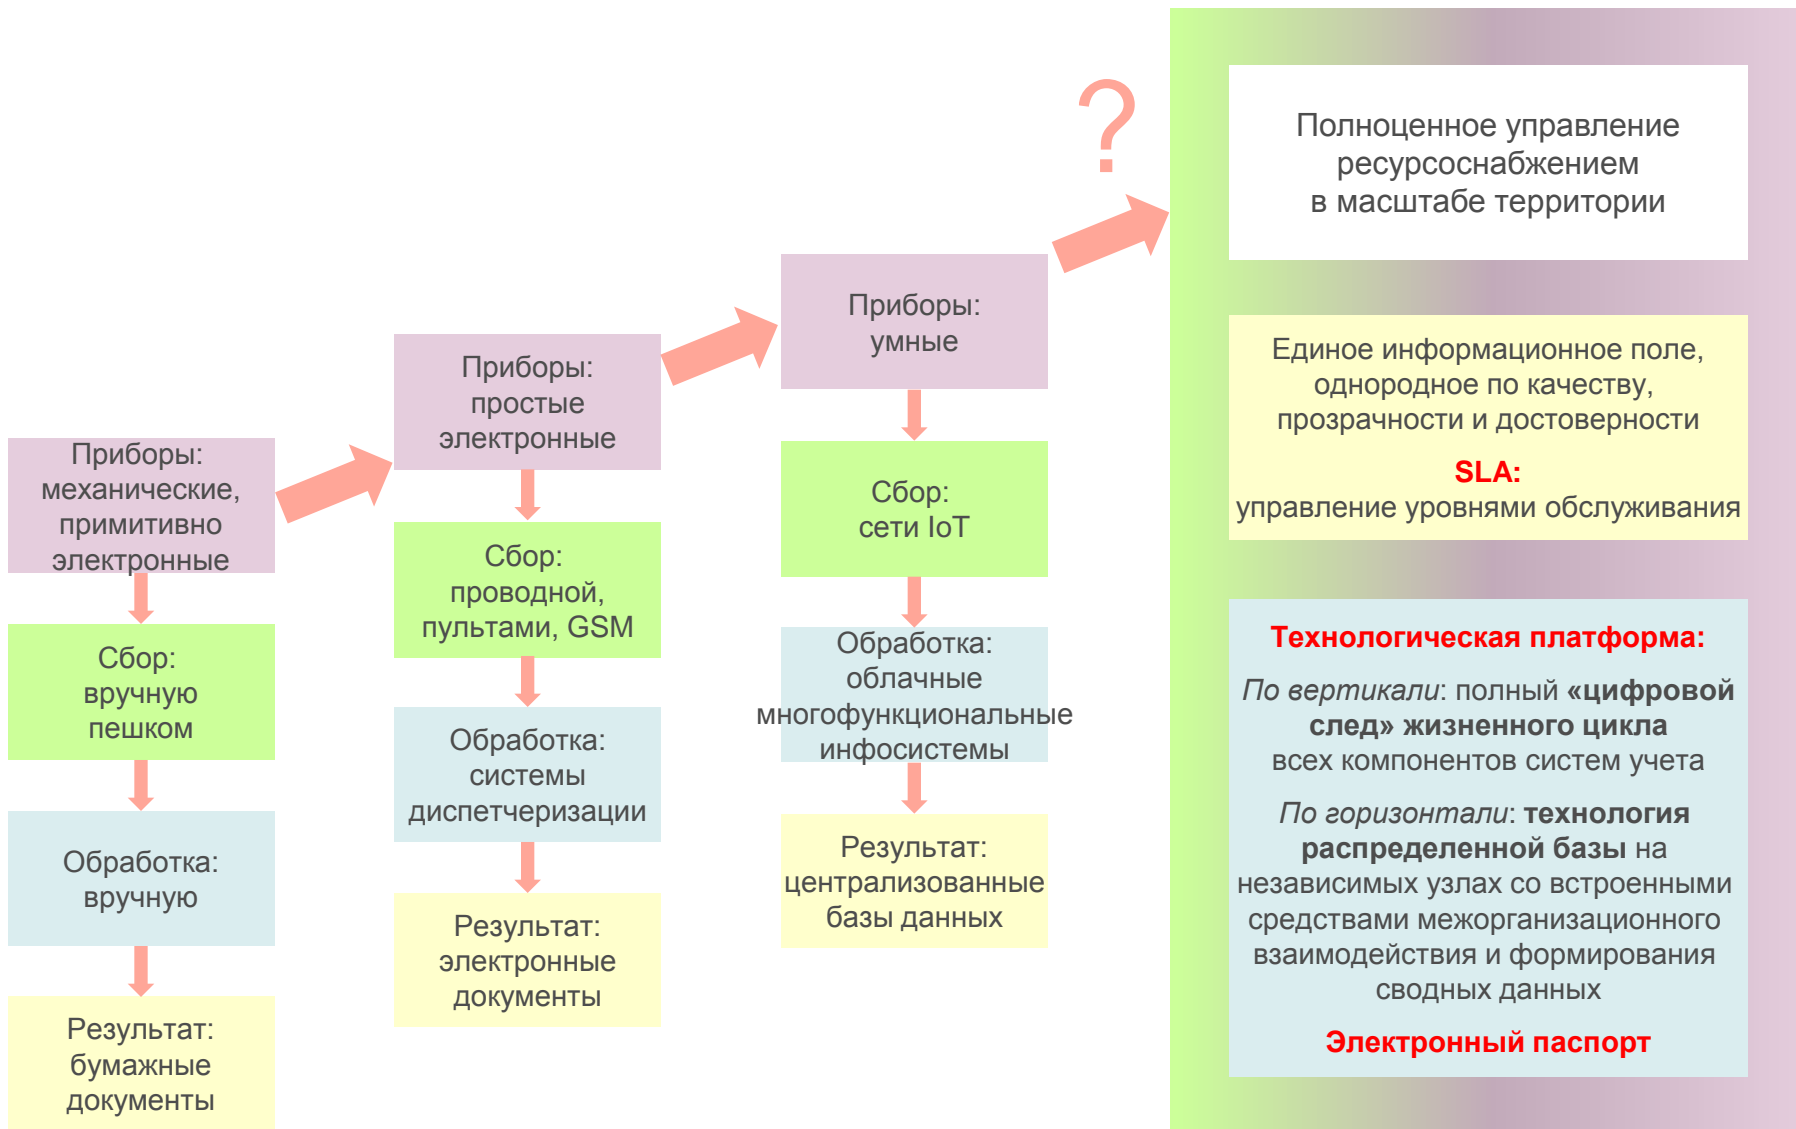 Приборы:
механические,
примитивно
электронные
Сбор:
вручную
пешком
Обработка:
вручную
Результат:
бумажные
документы
Приборы:
простые
электронные
Сбор:
проводной,
пультами, GSM
Обработка:
системы
диспетчеризации
Результат:
электронные
документы
Приборы:
умные
Сбор:
сети IoT
Обработка:
облачные
многофункциональные
инфосистемы
Результат:
централизованные
базы данных
?
Полноценное управление
ресурсоснабжением
в масштабе территории
Единое информационное поле,
однородное по качеству,
прозрачности и достоверности
SLA:
управление уровнями обслуживания
Технологическая платформа:
По вертикали: полный «цифровой
след» жизненного цикла
всех компонентов систем учета
По горизонтали: технология
распределенной базы на
независимых узлах со встроенными
средствами межорганизационного
взаимодействия и формирования
сводных данных
Электронный паспорт